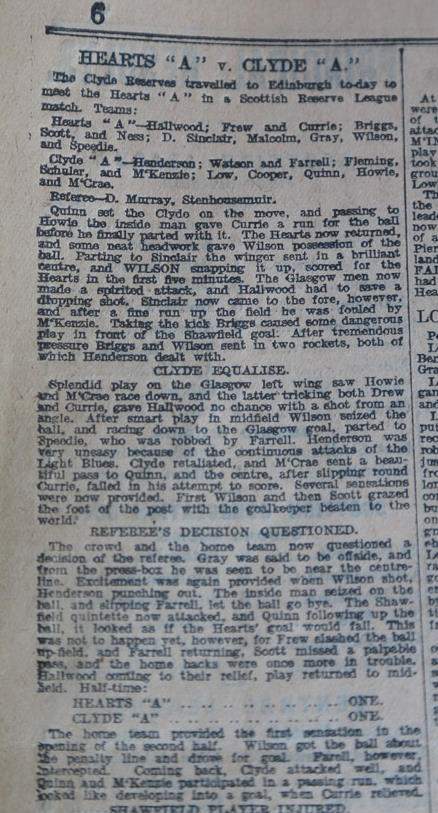 6
HEARTS "A" v. CLYDE "A."
The Clyde Reserves travelled to Edinburgh to-day to
meet the Hearts "A" in a Scottish Reserve League
match. Teams:
Hearts "A"—Hallwood; Frew and Currie; Briggs,
Scott, and Ness; D. Sinclair, Malcolm, Gray, Wilson,
and Speedie.
Clyde "A"—Henderson; Watson and Farrell; Fleming,
Schuler, and M'Kenzie; Low, Cooper, Quinn, Howie,
and M'Crae.
Referee—D. Murray, Stenhousemuir.
Quinn set the Clyde on the move, and passing to
Howie the inside man gave Currie a run for the ball
before he finally parted with it. The Hearts now returned,
and some neat headwork gave Wilson possession of the
ball. Parting to Sinclair the winger sent in a brilliant
centre, and WILSON snapping it up, scored for the
Hearts in the first five minutes. The Glasgow men now
made a spirited attack, and Hallwood had to save a
dropping shot. Sinclair now came to the fore, however,
and after a fine run up the field he was fouled by
M'Kenzie. Taking the kick Briggs caused some dangerous
play in front of the Shawfield goal. After tremendous
pressure Briggs and Wilson sent in two rockets, both of
which Henderson dealt with.
CLYDE EQUALISE.
Splendid play on the Glasgow left wing saw Howie
and M'Crae race down, and the latter tricking both Drew
and Currie, gave Hallwood no chance with a shot from an
angle. After smart play in midfield Wilson seized the
ball, and racing down to the Glasgow goal, parted to
Speedie, who was robbed by Farrell. Henderson was
very uneasy because of the continuous attacks of the
Light Blues. Clyde retaliated, and M'Crae sent a beau-
tiful pass to Quinn, and the centre, after slipping round
Currie, failed in his attempt to score. Several sensations
were now provided. First Wilson and then Scott grazed
the foot of the post with the goalkeeper beaten to the
world.
REFEREE'S DECISION QUESTIONED.
The crowd and the home team now questioned a
decision of the referee. Gray was said to be offside, and
from the press-box he was seen to be near the centre-
line. Excitement was again provided when Wilson shot,
Henderson punching out. The inside man seized on the
ball, and slipping Farrell, let the ball go bye. The Shaw-
field quintette now attacked, and Quinn following up the
ball, it looked as if the Hearts' goal would fall. This
was not to happen yet, however, for Frew slashed the ball
up-field, and Farrell returning, Scott missed a palpable
pass, and the home backs were once more in trouble.
Hallwood coming to their relief, play returned to mid-
field. Half-time:
HEARTS "A" .. .. .. .. .. .. .. ONE.
CLYDE "A" .. .. .. .. .. .. .. ONE.
The home team provided the first sensation in the
opening of the second half. Wilson got the ball about
the penalty line and drove for goal. Farell, however,
intercepted. Coming back, Clyde attacked well, and
Quinn and M'Kenzie participated in a passing run, which
looked like developing into a goal, when Currie relieved.
SHAWFIELD PLAYER INJURED.